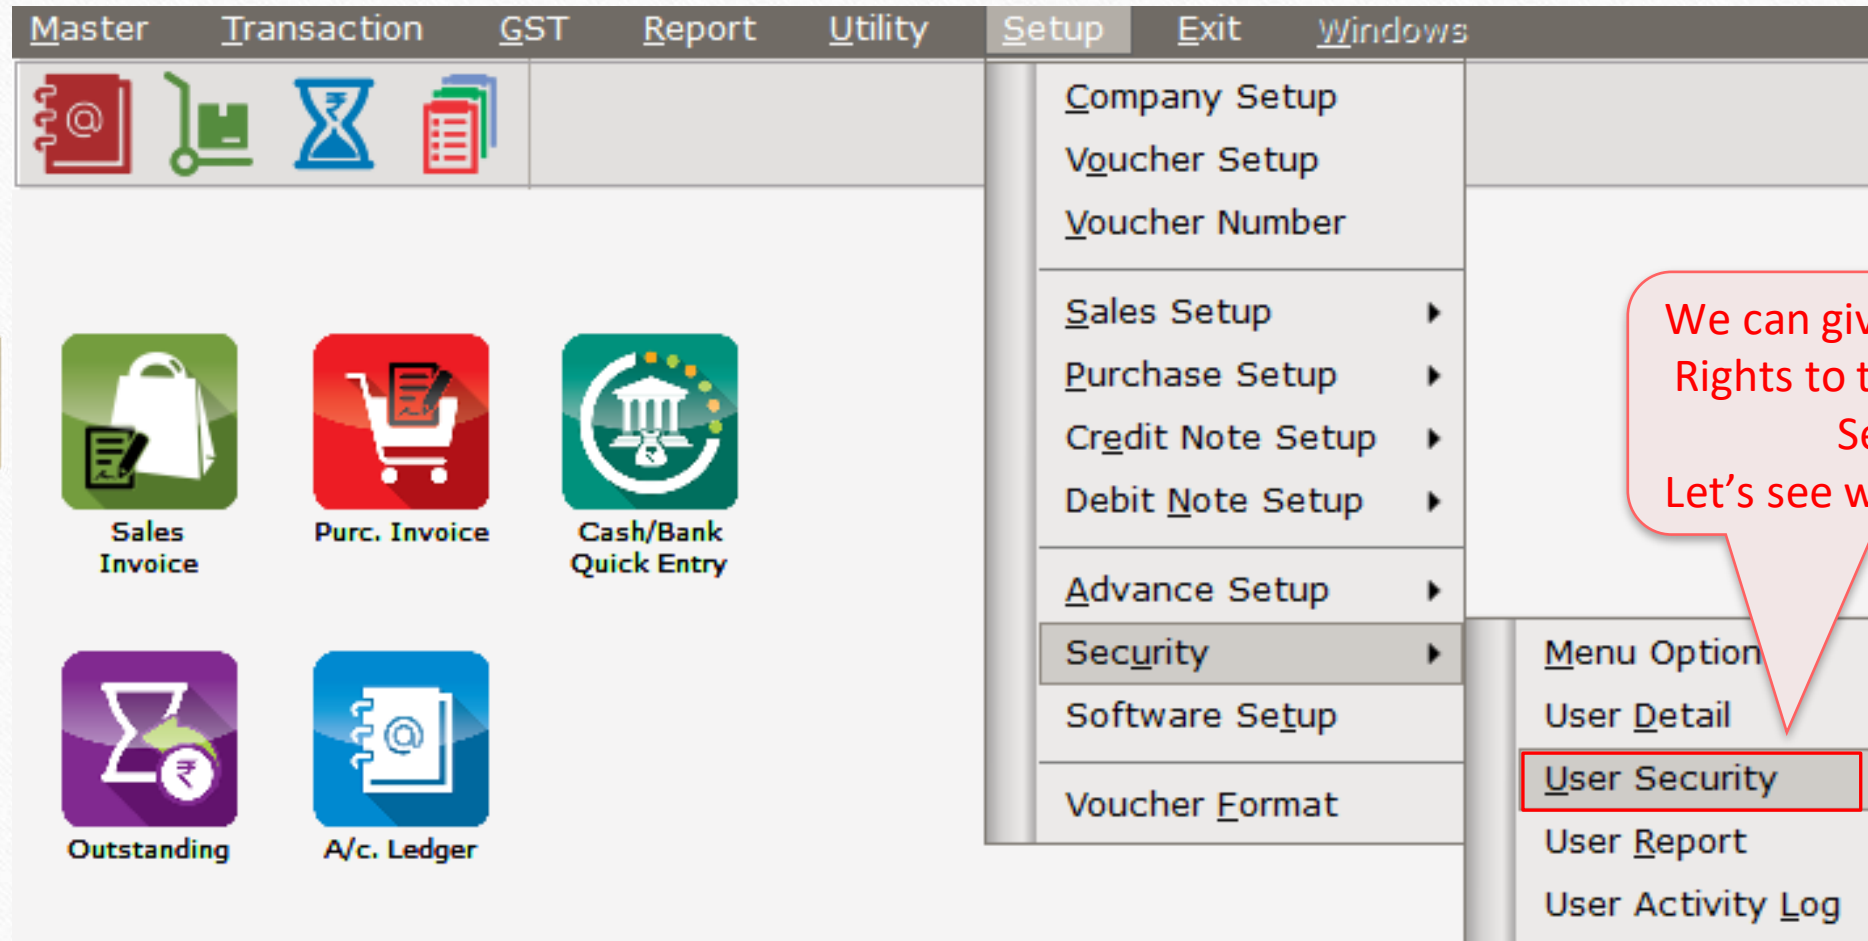 Master Transaction GST Report Utility Setup Exit Windows
Company Setup
Voucher Setup
Voucher Number
Sales Setup
Purchase Setup
Credit Note Setup
Debit Note Setup
Advance Setup
Security
Software Setup
Voucher Format
Menu Option
User Detail
User Security
User Report
User Activity Log
We can
Rights to
Let's see
Sales
Invoice
Purc. Invoice
Cash/Bank
Quick Entry
Outstanding
A/c. Ledger